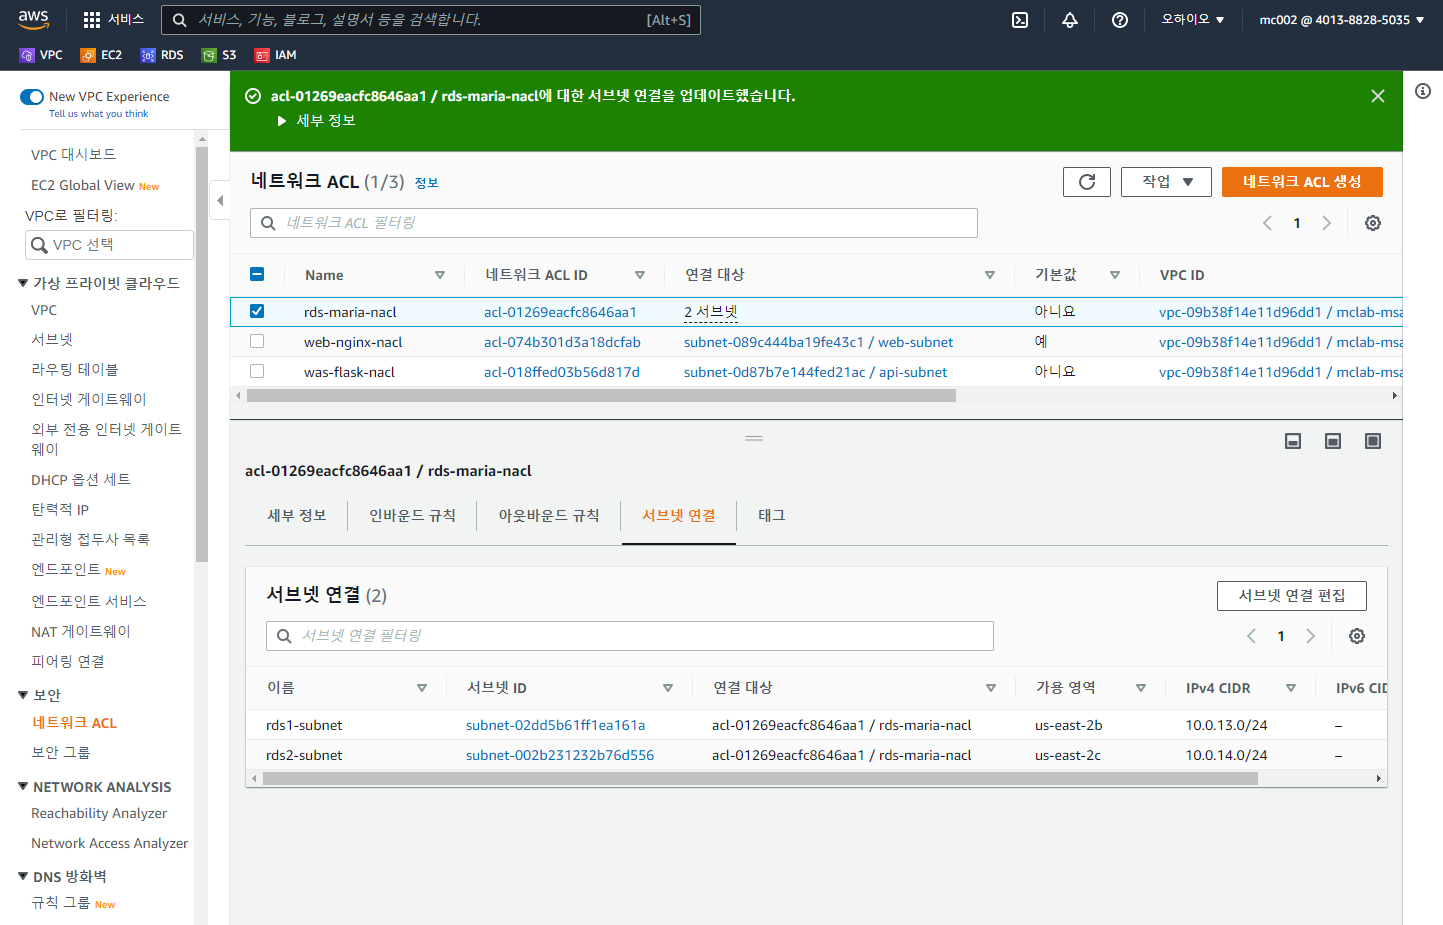 aws
서비스
서비스, 기능, 블로그, 설명서 등을 검색합니다.
[Alt+S]
오하이오 ▼
mc002 @ 4013-8828-5035 ▼
VPC
EC2
RDS
S3
IAM
New VPC Experience
Tell us what you think
VPC 대시보드
EC2 Global View New
VPC로 필터링:
VPC 선택
가상 프라이빗 클라우드
VPC
서브넷
라우팅 테이블
인터넷 게이트웨이
외부 전용 인터넷 게이트
웨이
DHCP 옵션 세트
탄력적 IP
관리형 접두사 목록
엔드포인트 New
엔드포인트 서비스
NAT 게이트웨이
피어링 연결
보안
네트워크 ACL
보안 그룹
NETWORK ANALYSIS
Reachability Analyzer
Network Access Analyzer
DNS 방화벽
규칙 그룹 New
acl-01269eacfc8646aa1 / rds-maria-nacl에 대한 서브넷 연결을 업데이트했습니다.
세부 정보
네트워크 ACL (1/3) 정보
작업 ▼
네트워크 ACL 생성
네트워크 ACL 필터링
1
Name 네트워크 ACL ID 연결 대상 기본값 VPC ID
rds-maria-nacl acl-01269eacfc8646aa1 2 서브넷 아니요 vpc-09b38f14e11d96dd1 / mclab-msa
web-nginx-nacl acl-074b301d3a18dcfab subnet-089c444ba19fe43c1 / web-subnet 예 vpc-09b38f14e11d96dd1 / mclab-msa
was-flask-nacl acl-018ffed03b56d817d subnet-0d87b7e144fed21ac / api-subnet 아니요 vpc-09b38f14e11d96dd1 / mclab-msa
acl-01269eacfc8646aa1 / rds-maria-nacl
세부 정보
인바운드 규칙
아웃바운드 규칙
서브넷 연결
태그
서브넷 연결 (2)
서브넷 연결 편집
서브넷 연결 필터링
1
이름 서브넷 ID 연결 대상 가용 영역 IPv4 CIDR IPv6 CID
rds1-subnet subnet-02dd5b61ff1ea161a acl-01269eacfc8646aa1 / rds-maria-nacl us-east-2b 10.0.13.0/24 –
rds2-subnet subnet-002b231232b76d556 acl-01269eacfc8646aa1 / rds-maria-nacl us-east-2c 10.0.14.0/24 –